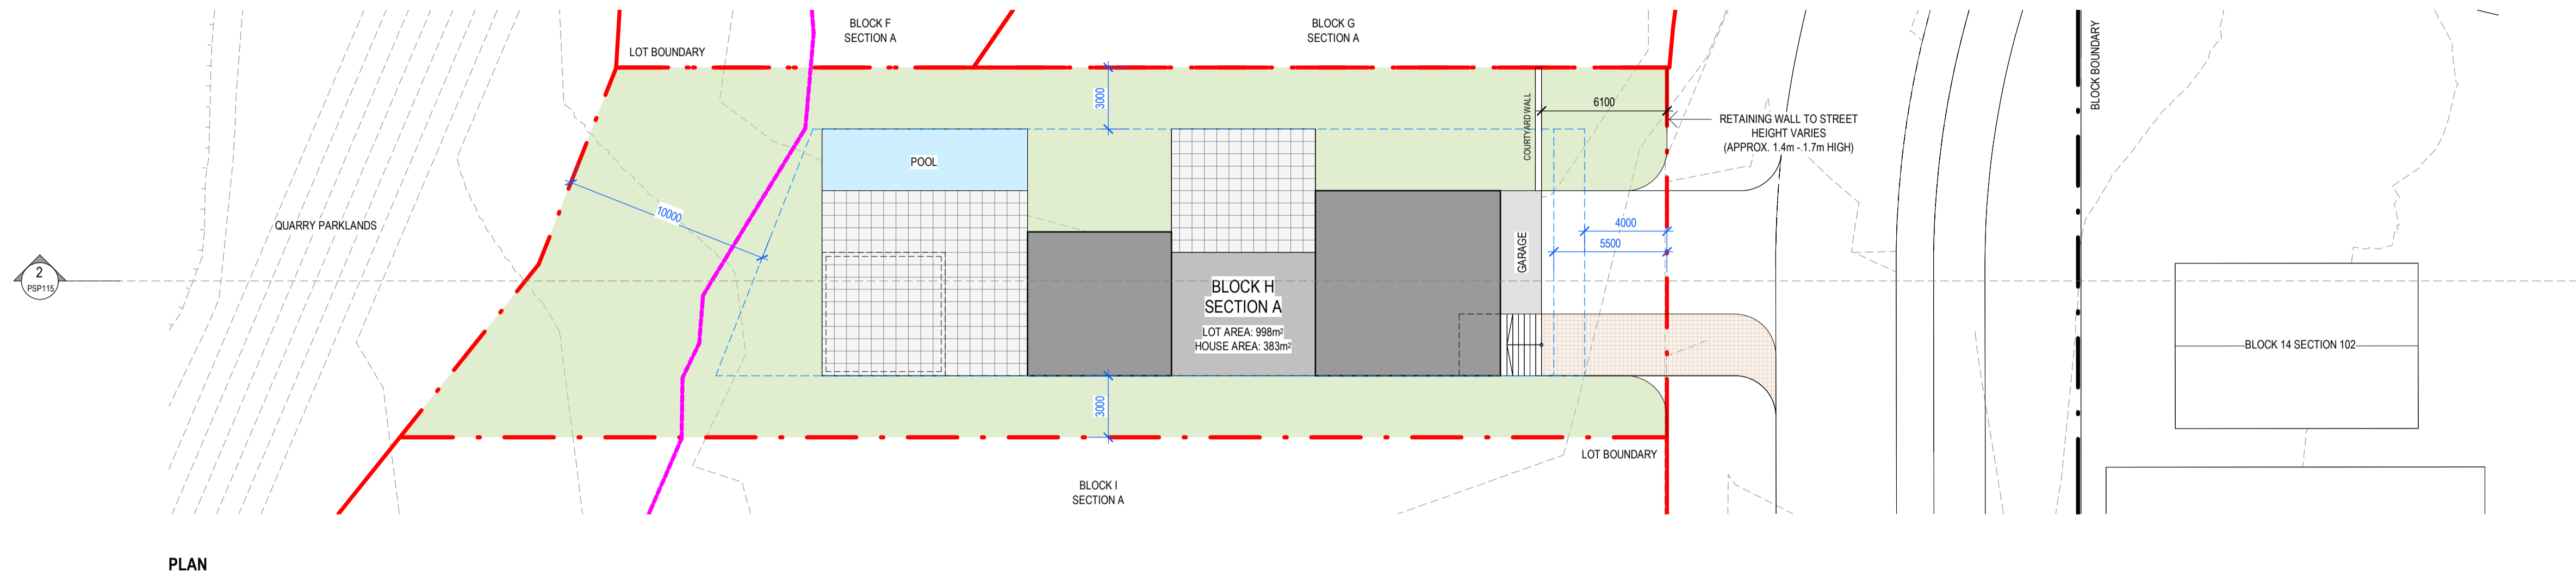 BLOCK F
SECTION A
BLOCK G
SECTION A
LOT BOUNDARY
BLOCK BOUNDARY
3000
COURTYARD WALL
6100
RETAINING WALL TO STREET
HEIGHT VARIES
(APPROX. 1.4m - 1.7m HIGH)
POOL
10000
QUARRY PARKLANDS
4000
5500
GARAGE
2
PSP115
BLOCK H
SECTION A
LOT AREA: 998m²
HOUSE AREA: 383m²
BLOCK 14 SECTION 102
3000
LOT BOUNDARY
BLOCK I
SECTION A
PLAN